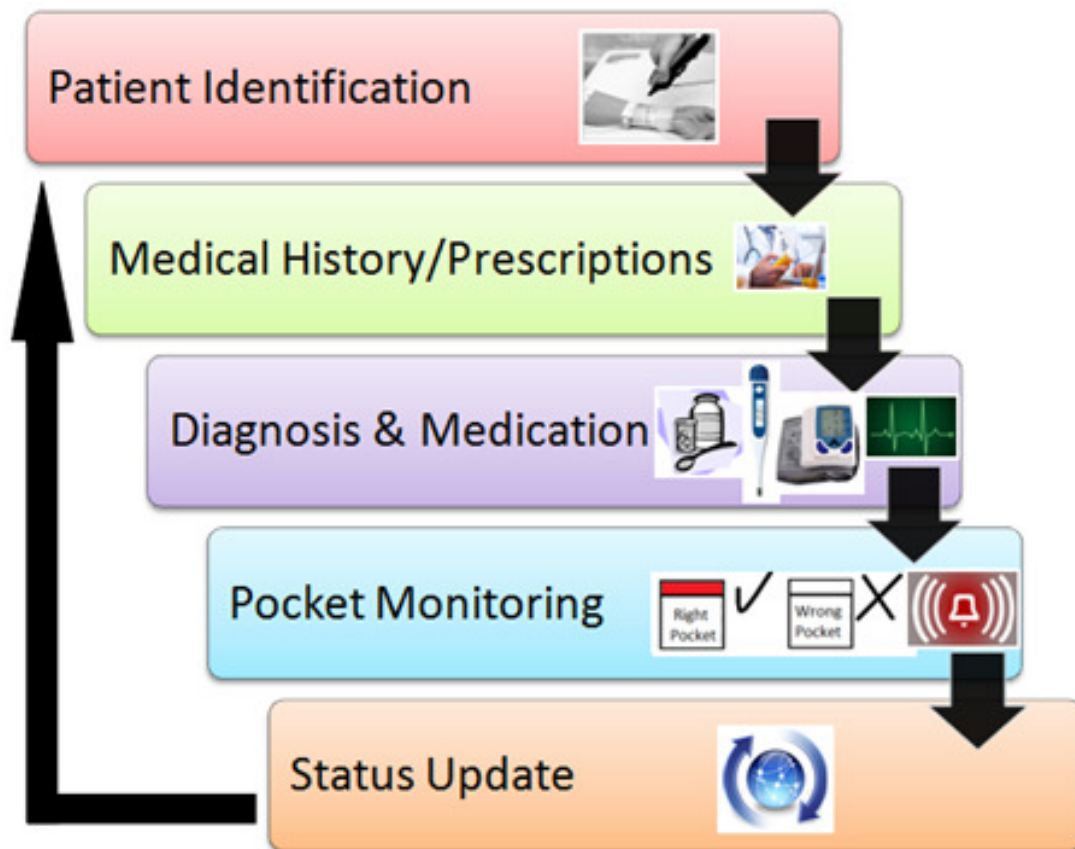 Patient Identification
Medical History/Prescriptions
Diagnosis & Medication
Pocket Monitoring
Right
Pocket
Wrong
Pocket
Status Update